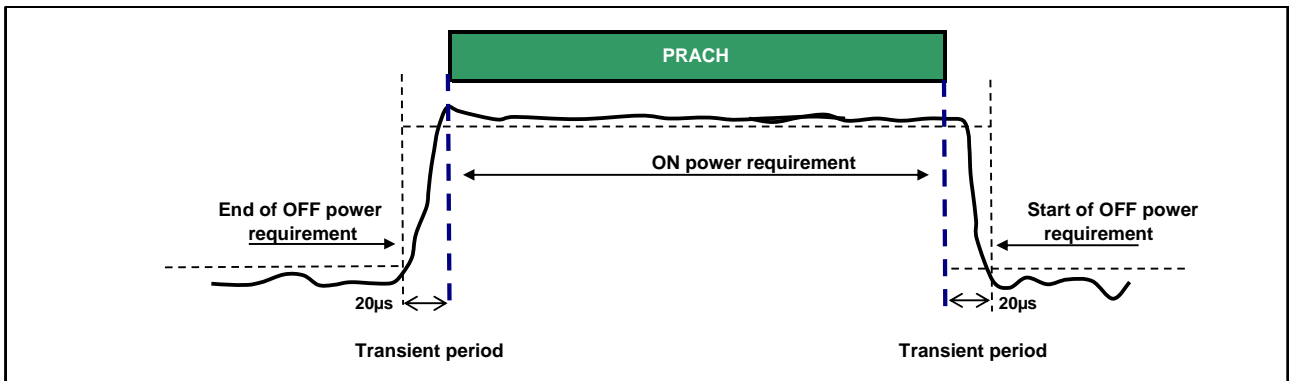 PRACH
ON power requirement
End of OFF power
requirement
Start of OFF power
requirement
20µs
20µs
Transient period
Transient period